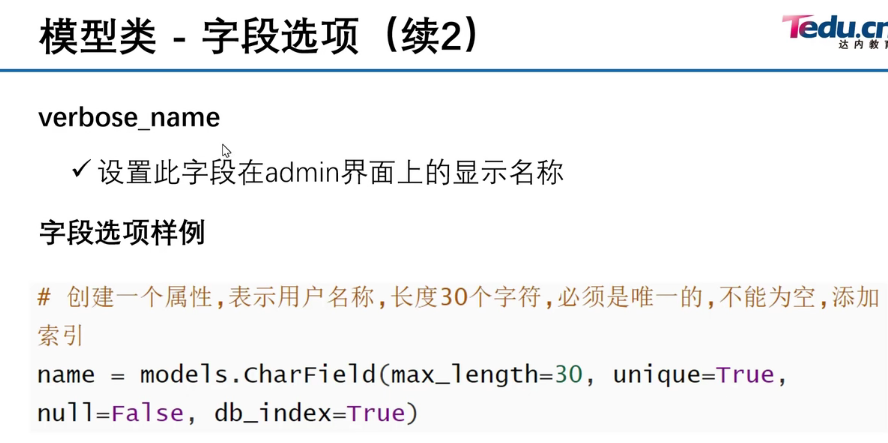 模型类 - 字段选项（续2）
Tedu.cn
达内教育
verbose_name
✓ 设置此字段在admin界面上的显示名称
字段选项样例
# 创建一个属性,表示用户名称,长度30个字符,必须是唯一的,不能为空,添加
索引
name = models.CharField(max_length=30, unique=True,
null=False, db_index=True)